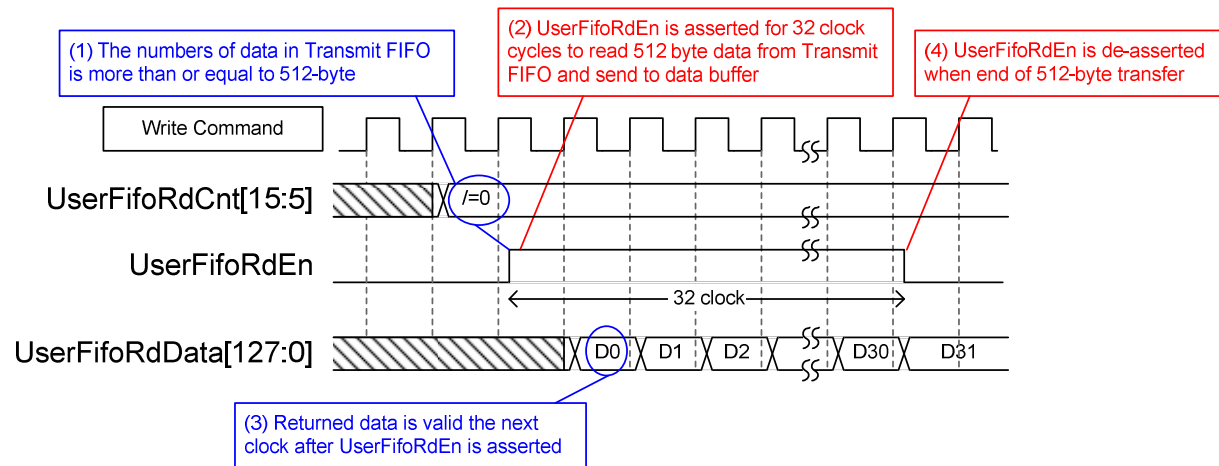 (1) The numbers of data in Transmit FIFO
is more than or equal to 512-byte
(2) UserFifoRdEn is asserted for 32 clock
cycles to read 512 byte data from Transmit
FIFO and send to data buffer
(4) UserFifoRdEn is de-asserted
when end of 512-byte transfer
Write Command
UserFifoRdCnt[15:5]
/=0
UserFifoRdEn
32 clock
UserFifoRdData[127:0]
D0 D1 D2 D30 D31
(3) Returned data is valid the next
clock after UserFifoRdEn is asserted